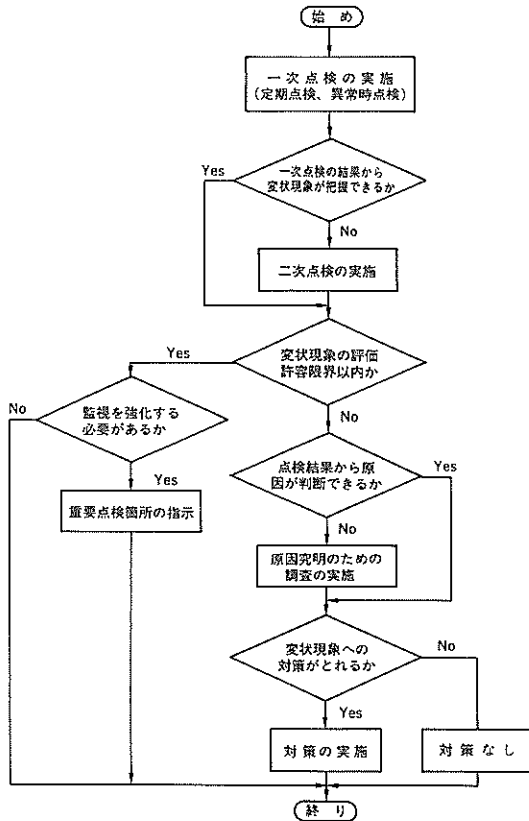 始め
一次点検の実施
(定期点検、異常時点検)
Yes
一次点検の結果から
変状現象が把握できるか
No
二次点検の実施
Yes
変状現象の評価
許容限界以内か
No
監視を強化する
必要があるか
No
Yes
点検結果から原
因が判断できるか
Yes
重要点検箇所の指示
No
原因究明のための
調査の実施
変状現象への
対策がとれるか
No
Yes
対策の実施
対策なし
終り